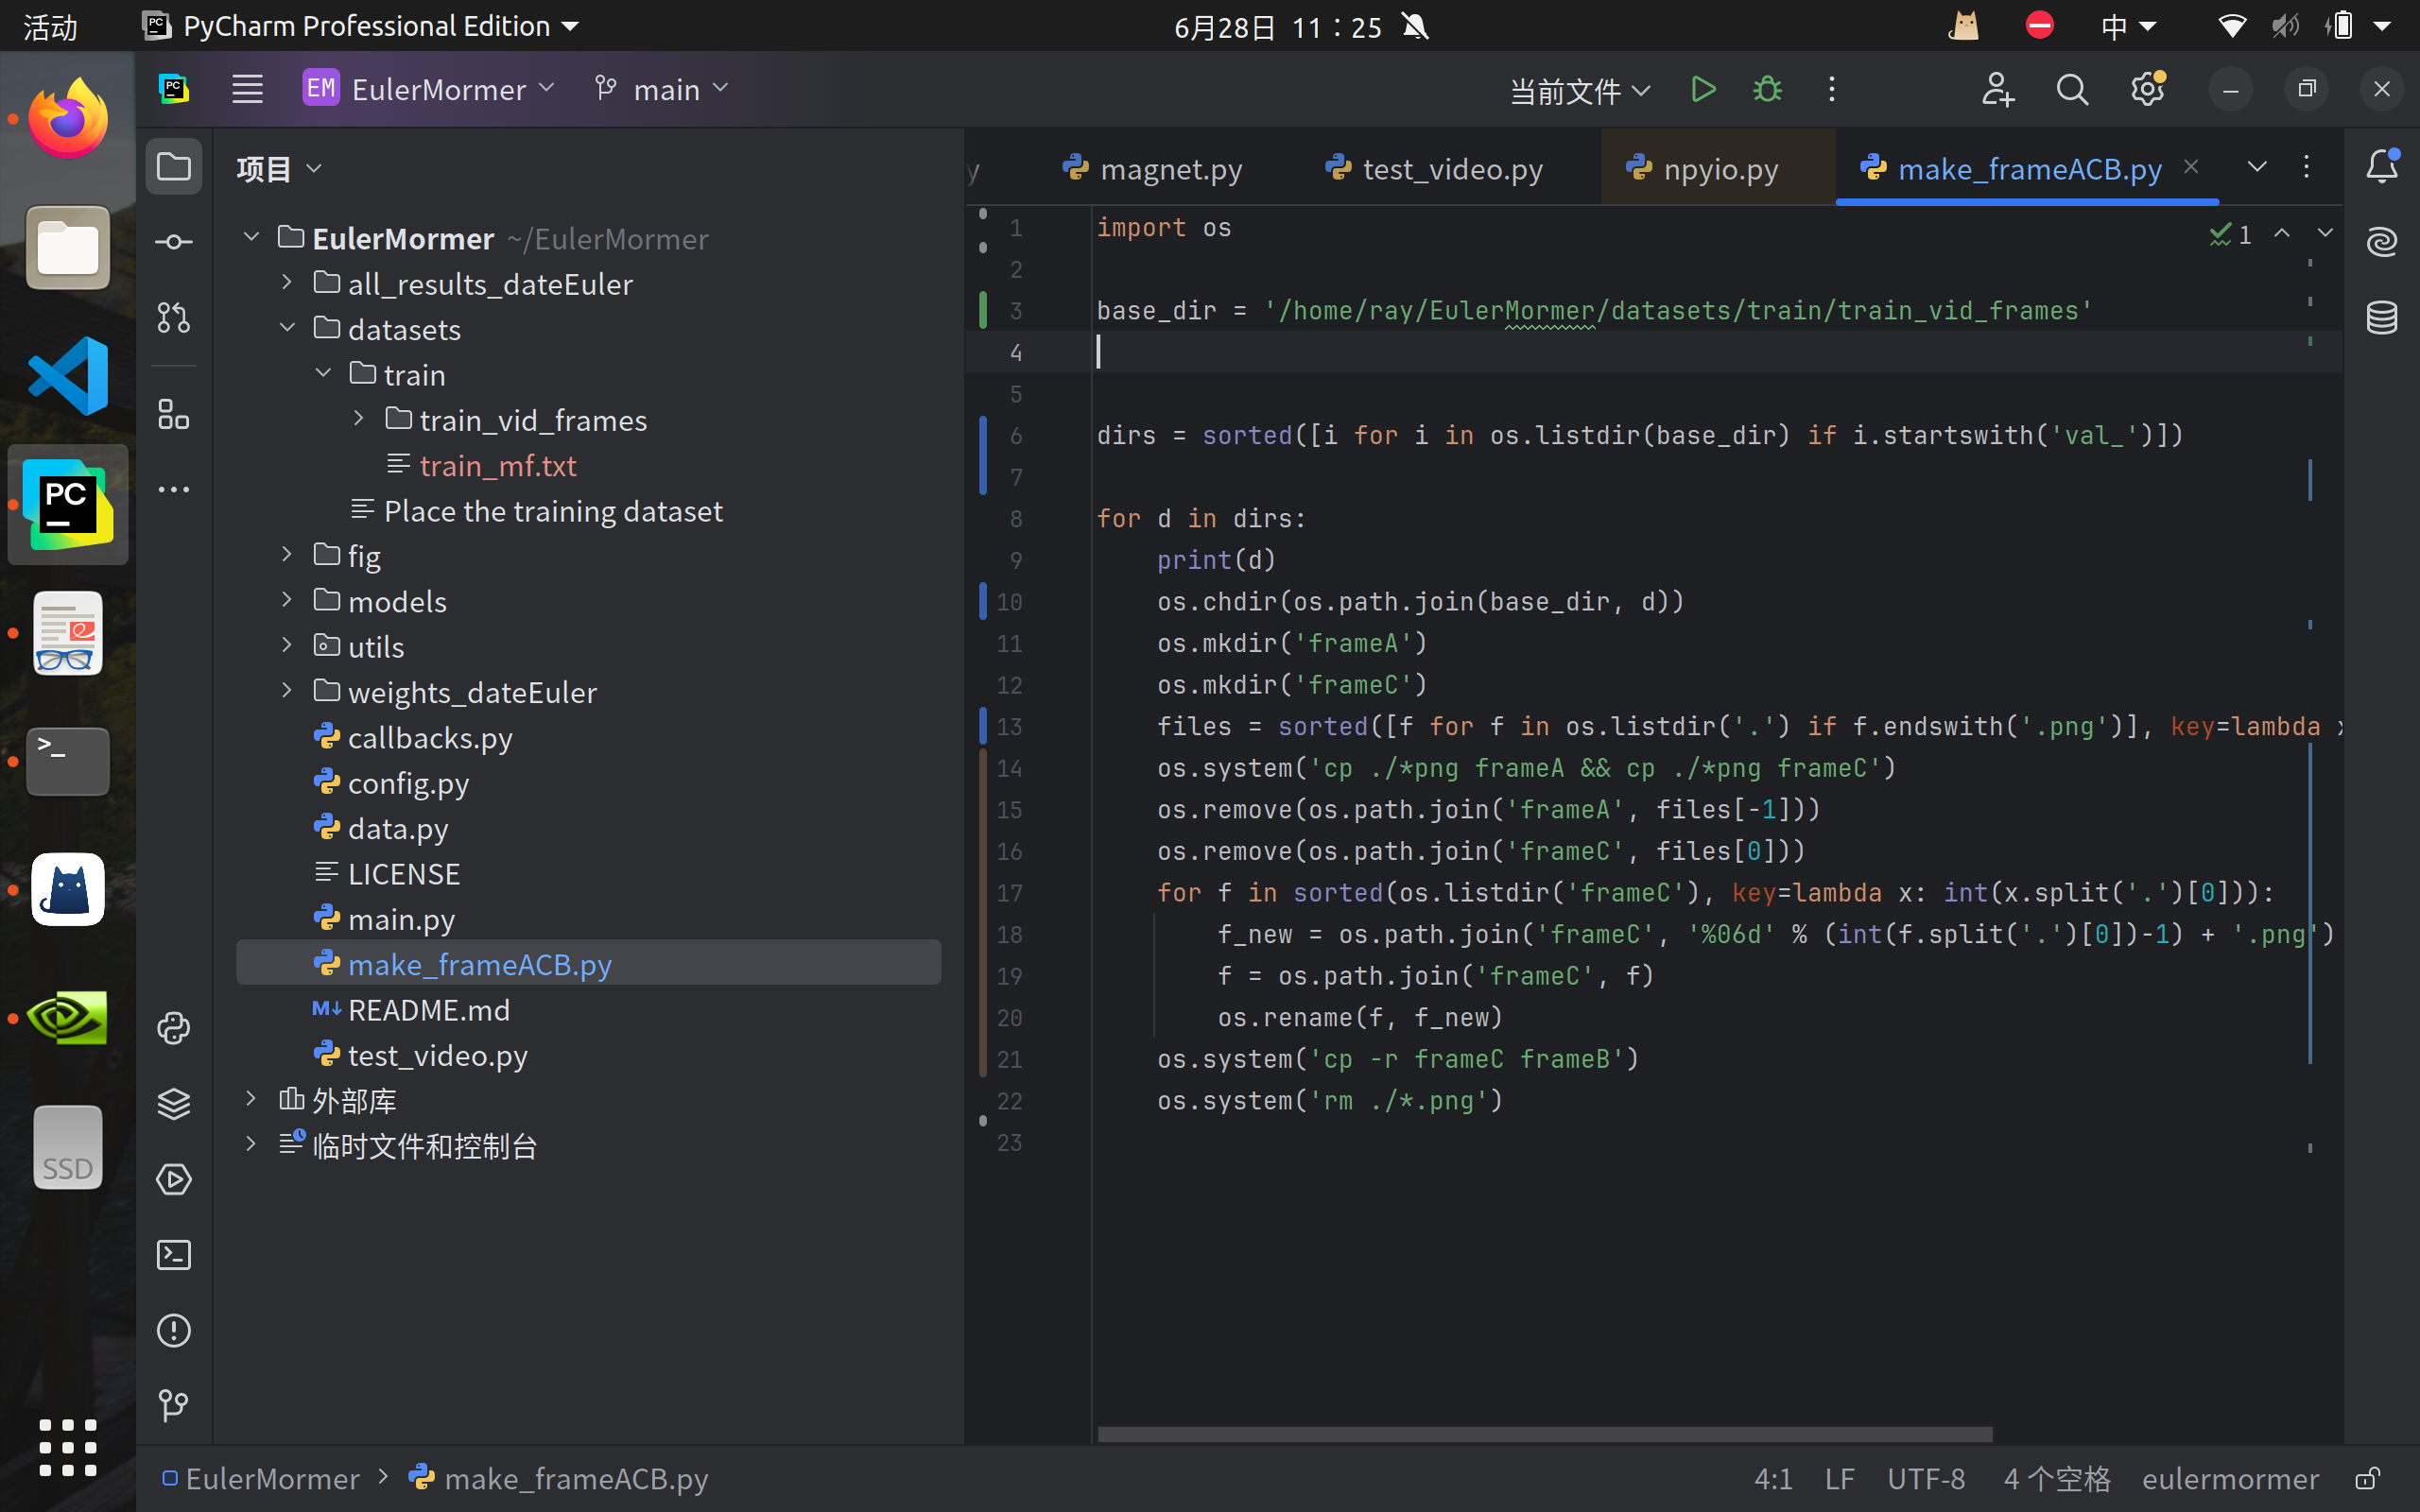 活动
PyCharm Professional Edition
6月28日 11：25
中
PC
EM EulerMormer
main
当前文件
项目
y
magnet.py
test_video.py
npyio.py
make_frameACB.py
EulerMormer ~/EulerMormer
all_results_dateEuler
datasets
train
train_vid_frames
train_mf.txt
Place the training dataset
fig
models
utils
weights_dateEuler
callbacks.py
config.py
data.py
LICENSE
main.py
make_frameACB.py
M↓ README.md
test_video.py
外部库
临时文件和控制台
PC
>_
SSD
1
1 import os
2
3 base_dir = '/home/ray/EulerMormer/datasets/train/train_vid_frames'
4
5
6 dirs = sorted([i for i in os.listdir(base_dir) if i.startswith('val_')])
7
8 for d in dirs:
9     print(d)
10     os.chdir(os.path.join(base_dir, d))
11     os.mkdir('frameA')
12     os.mkdir('frameC')
13     files = sorted([f for f in os.listdir('.') if f.endswith('.png')], key=lambda
14     os.system('cp ./*png frameA && cp ./*png frameC')
15     os.remove(os.path.join('frameA', files[-1]))
16     os.remove(os.path.join('frameC', files[0]))
17     for f in sorted(os.listdir('frameC'), key=lambda x: int(x.split('.')[0])):
18         f_new = os.path.join('frameC', '%06d' % (int(f.split('.')[0])-1) + '.png')
19         f = os.path.join('frameC', f)
20         os.rename(f, f_new)
21     os.system('cp -r frameC frameB')
22     os.system('rm ./*.png')
23
EulerMormer > make_frameACB.py
4:1 LF UTF-8 4 个空格 eulermormer